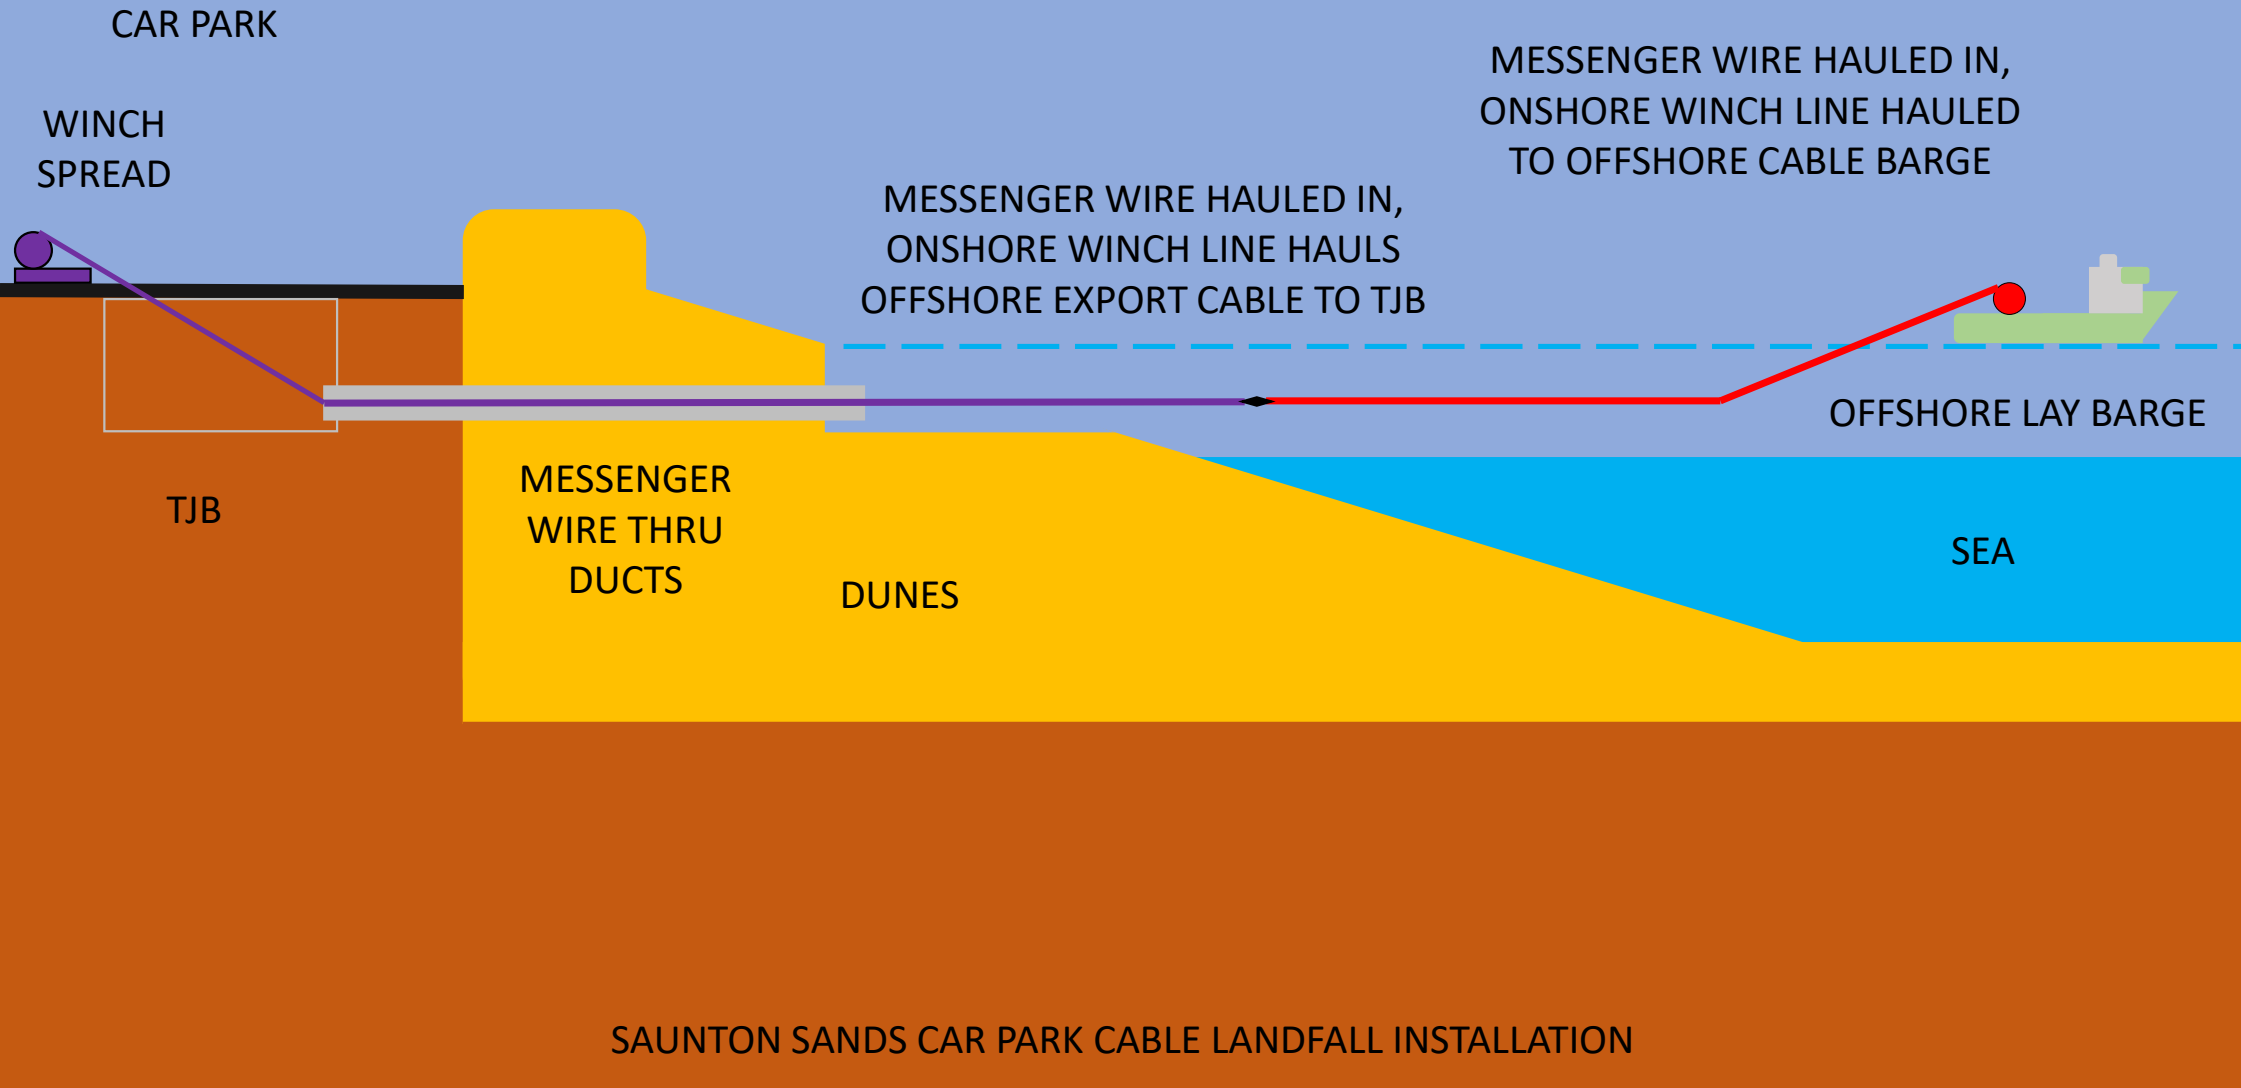 CAR PARK
WINCH
SPREAD
MESSENGER WIRE HAULED IN,
ONSHORE WINCH LINE HAULED
TO OFFSHORE CABLE BARGE
MESSENGER WIRE HAULED IN,
ONSHORE WINCH LINE HAULS
OFFSHORE EXPORT CABLE TO TJB
OFFSHORE LAY BARGE
TJB
MESSENGER
WIRE THRU
DUCTS
DUNES
SEA
SAUNTON SANDS CAR PARK CABLE LANDFALL INSTALLATION